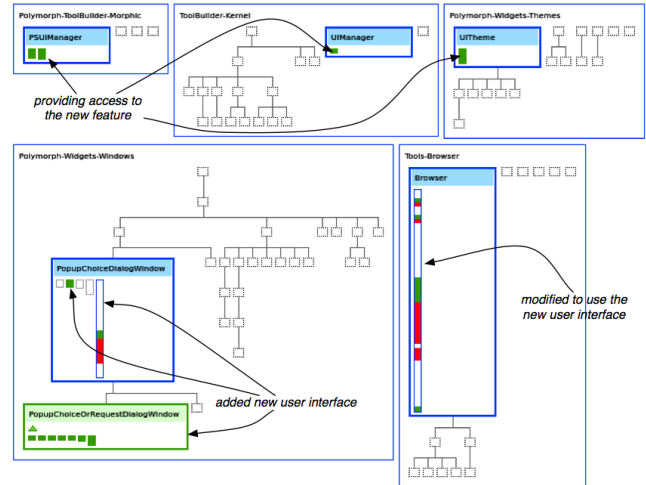 Polymorph-ToolBuilder-Morphic
PSUIManager
ToolBuilder-Kernel
UIManager
Polymorph-Widgets-Themes
UITheme
providing access to
the new feature
Polymorph-Widgets-Windows
PopupChoiceDialogWindow
PopupChoiceOrRequestDialogWindow
added new user interface
Tools-Browser
Browser
modified to use the
new user interface